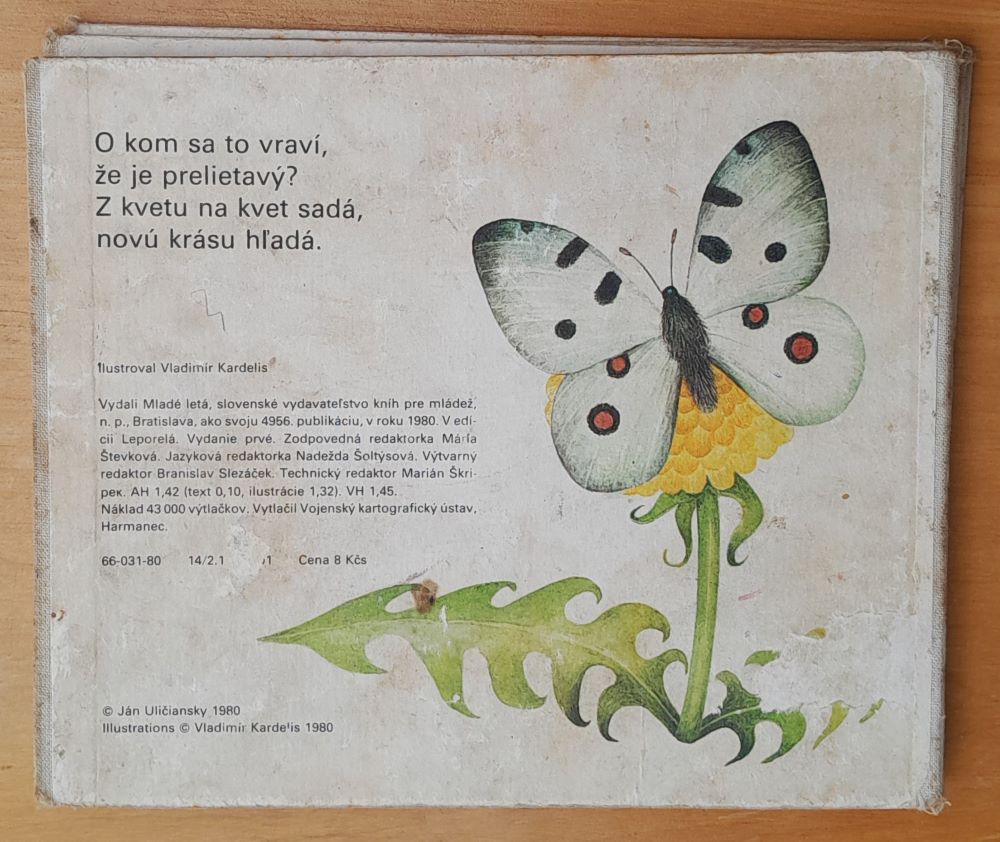 O kom sa to vraví,
že je prelietavý?
Z kvetu na kvet sadá,
novú krásu hľadá.
Ilustroval Vladimír Kardelis
Vydali Mladé letá, slovenské vydavateľstvo kníh pre mládež,
n. p., Bratislava, ako svoju 4956. publikáciu, v roku 1980. V edí-
cii Leporelá. Vydanie prvé. Zodpovedná redaktorka Mária
Števková. Jazyková redaktorka Nadežda Šoltýsová. Výtvarný
redaktor Branislav Slezáček. Technický redaktor Marián Škri-
pek. AH 1,42 (text 0,10, ilustrácie 1,32). VH 1,45.
Náklad 43 000 výtlačkov. Vytlačil Vojenský kartografický ústav,
Harmanec.
66-031-80 14/2.1 1 Cena 8 Kčs
© Ján Uličiansky 1980
Illustrations © Vladimír Kardelis 1980